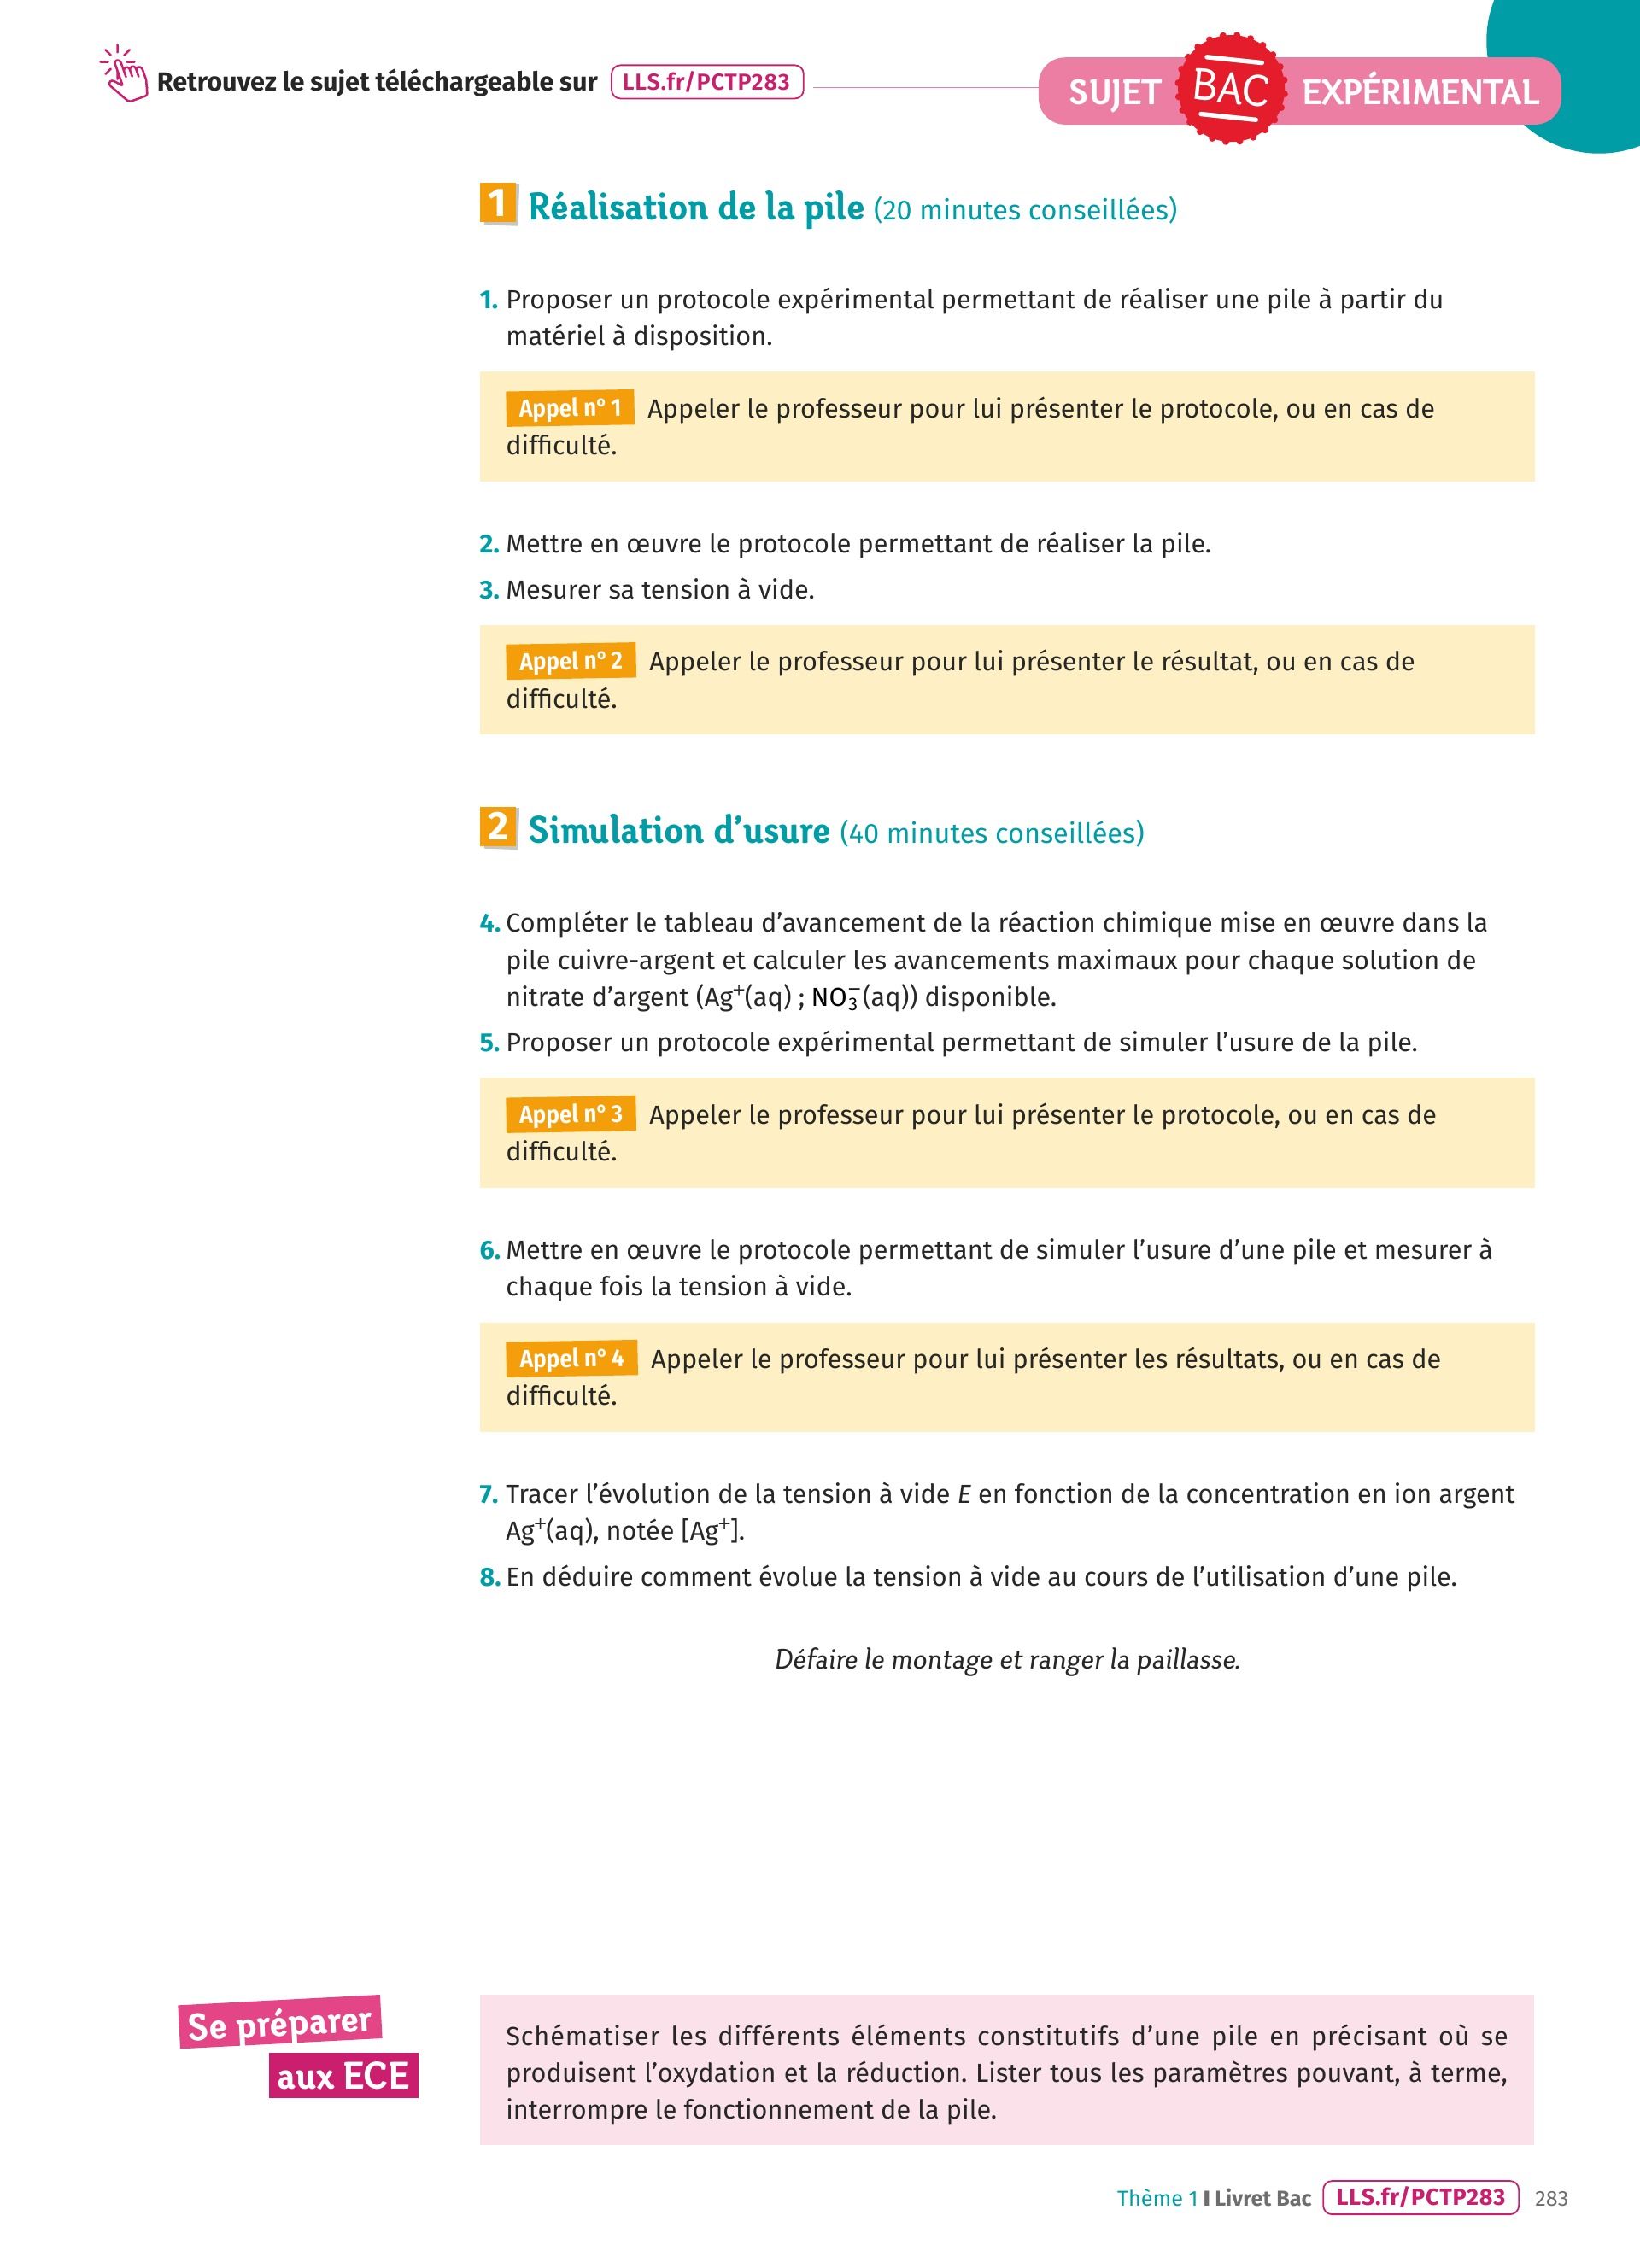 Retrouvez le sujet téléchargeable sur LLS.fr/PCTP283
SUJET BAC EXPÉRIMENTAL
1 Réalisation de la pile (20 minutes conseillées)
1. Proposer un protocole expérimental permettant de réaliser une pile à partir du
matériel à disposition.
Appel n° 1 Appeler le professeur pour lui présenter le protocole, ou en cas de
difficulté.
2. Mettre en œuvre le protocole permettant de réaliser la pile.
3. Mesurer sa tension à vide.
Appel n° 2 Appeler le professeur pour lui présenter le résultat, ou en cas de
difficulté.
2 Simulation d’usure (40 minutes conseillées)
4. Compléter le tableau d’avancement de la réaction chimique mise en œuvre dans la
pile cuivre-argent et calculer les avancements maximaux pour chaque solution de
nitrate d’argent (Ag⁺(aq) ; NO₃⁻(aq)) disponible.
5. Proposer un protocole expérimental permettant de simuler l’usure de la pile.
Appel n° 3 Appeler le professeur pour lui présenter le protocole, ou en cas de
difficulté.
6. Mettre en œuvre le protocole permettant de simuler l’usure d’une pile et mesurer à
chaque fois la tension à vide.
Appel n° 4 Appeler le professeur pour lui présenter les résultats, ou en cas de
difficulté.
7. Tracer l’évolution de la tension à vide E en fonction de la concentration en ion argent
Ag⁺(aq), notée [Ag⁺].
8. En déduire comment évolue la tension à vide au cours de l’utilisation d’une pile.
Défaire le montage et ranger la paillasse.
Se préparer
aux ECE
Schématiser les différents éléments constitutifs d’une pile en précisant où se
produisent l’oxydation et la réduction. Lister tous les paramètres pouvant, à terme,
interrompre le fonctionnement de la pile.
Thème 1 I Livret Bac LLS.fr/PCTP283 283